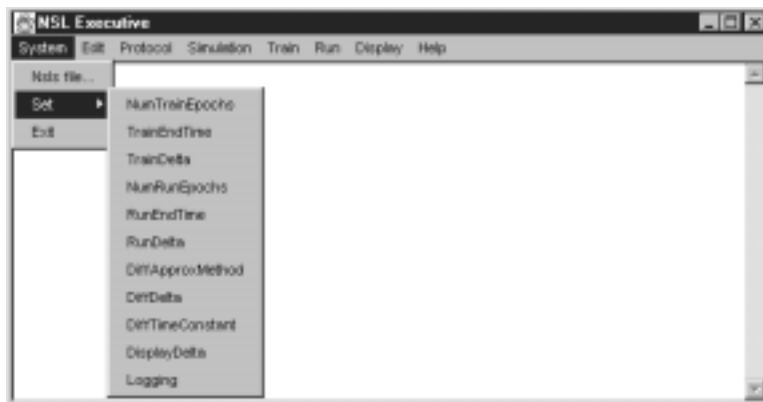 NSL Executive
System Edit Protocol Simulation Train Run Display Help
Nsls file...
Set
NumTrainEpochs
Exit
TrainEndTime
TrainDelta
NumRunEpochs
RunEndTime
RunDelta
DiffApproxMethod
DiffDelta
DiffTimeConstant
DisplayDelta
Logging